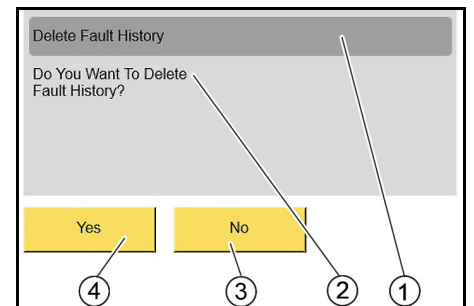 Delete Fault History
Do You Want To Delete
Fault History?
Yes
No
4
3
2
1